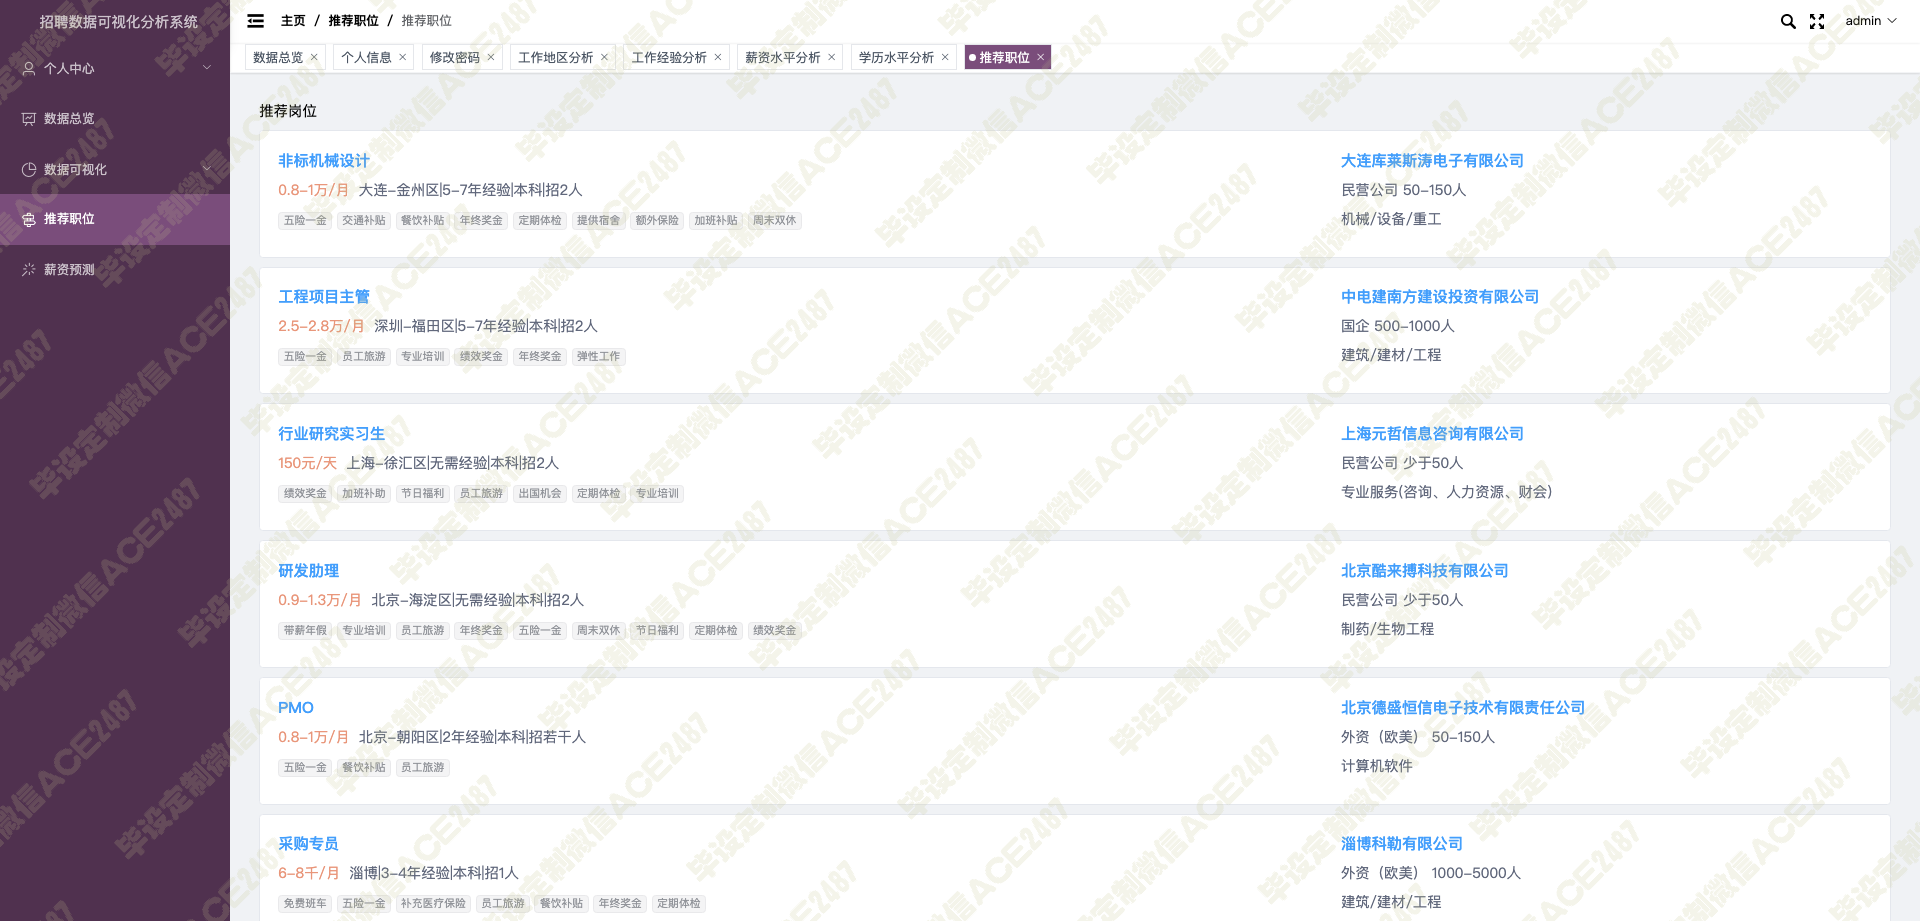 招聘数据可视化分析系统
个人中心
数据总览
数据可视化
推荐职位
薪资预测
主页 / 推荐职位 / 推荐职位
admin
数据总览 × 个人信息 × 修改密码 × 工作地区分析 × 工作经验分析 × 薪资水平分析 × 学历水平分析 × 推荐职位 ×
推荐岗位
非标机械设计
0.8-1万/月 大连-金州区|5-7年经验|本科|招2人
五险一金 交通补贴 餐饮补贴 年终奖金 定期体检 提供宿舍 额外保险 加班补贴 周末双休
大连库莱斯涛电子有限公司
民营公司 50-150人
机械/设备/重工
工程项目主管
2.5-2.8万/月 深圳-福田区|5-7年经验|本科|招2人
五险一金 员工旅游 专业培训 绩效奖金 年终奖金 弹性工作
中电建南方建设投资有限公司
国企 500-1000人
建筑/建材/工程
行业研究实习生
150元/天 上海-徐汇区|无需经验|本科|招2人
绩效奖金 加班补助 节日福利 员工旅游 出国机会 定期体检 专业培训
上海元哲信息咨询有限公司
民营公司 少于50人
专业服务(咨询、人力资源、财会)
研发助理
0.9-1.3万/月 北京-海淀区|无需经验|本科|招2人
带薪年假 专业培训 员工旅游 年终奖金 五险一金 周末双休 节日福利 定期体检 绩效奖金
北京酷来搏科技有限公司
民营公司 少于50人
制药/生物工程
PMO
0.8-1万/月 北京-朝阳区|2年经验|本科|招若干人
五险一金 餐饮补贴 员工旅游
北京德盛恒信电子技术有限责任公司
外资（欧美） 50-150人
计算机软件
采购专员
6-8千/月 淄博|3-4年经验|本科|招1人
免费班车 五险一金 补充医疗保险 员工旅游 餐饮补贴 年终奖金 定期体检
淄博科勒有限公司
外资（欧美） 1000-5000人
建筑/建材/工程
毕设定制微信ACE2487